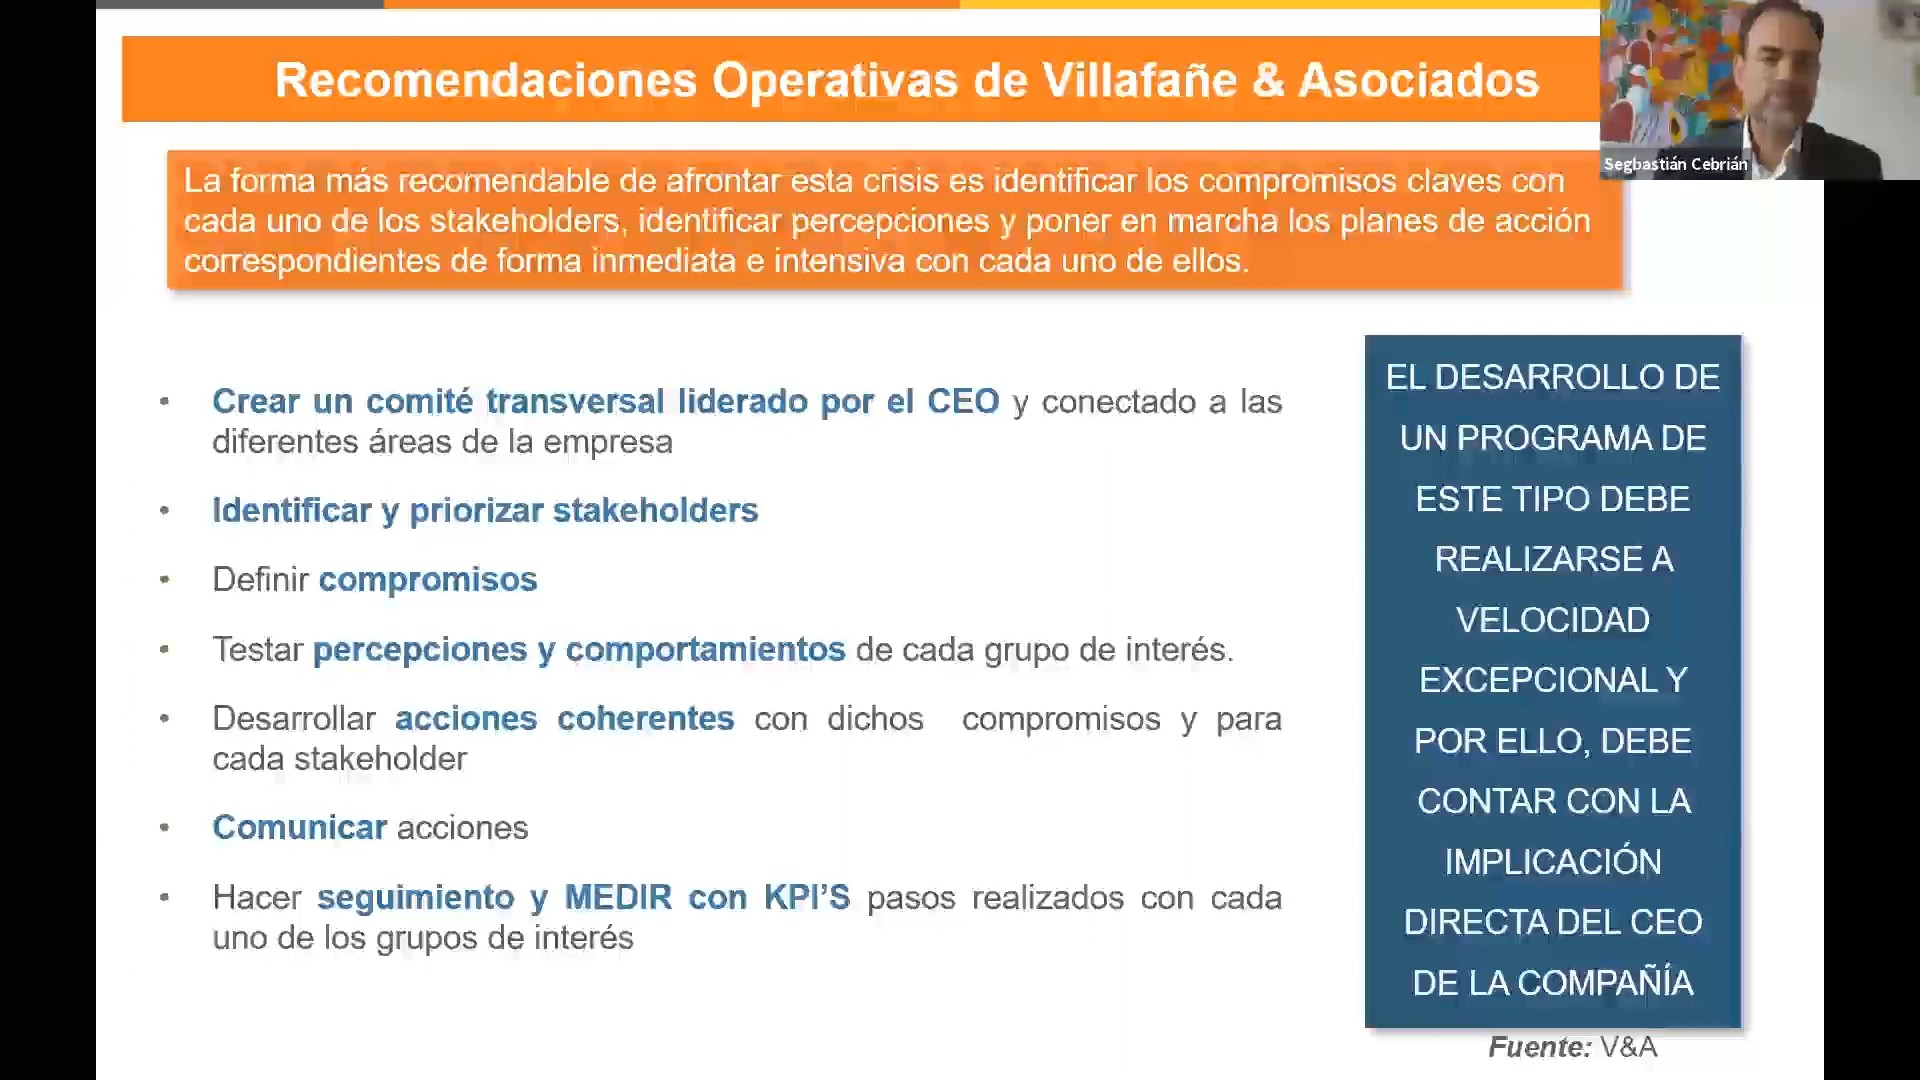 Recomendaciones Operativas de Villafañe & Asociados
Segbastián Cebrián
La forma más recomendable de afrontar esta crisis es identificar los compromisos claves con
cada uno de los stakeholders, identificar percepciones y poner en marcha los planes de acción
correspondientes de forma inmediata e intensiva con cada uno de ellos.
• Crear un comité transversal liderado por el CEO y conectado a las
diferentes áreas de la empresa
• Identificar y priorizar stakeholders
• Definir compromisos
• Testar percepciones y comportamientos de cada grupo de interés.
• Desarrollar acciones coherentes con dichos compromisos y para
cada stakeholder
• Comunicar acciones
• Hacer seguimiento y MEDIR con KPI’S pasos realizados con cada
uno de los grupos de interés
EL DESARROLLO DE
UN PROGRAMA DE
ESTE TIPO DEBE
REALIZARSE A
VELOCIDAD
EXCEPCIONAL Y
POR ELLO, DEBE
CONTAR CON LA
IMPLICACIÓN
DIRECTA DEL CEO
DE LA COMPAÑÍA
Fuente: V&A